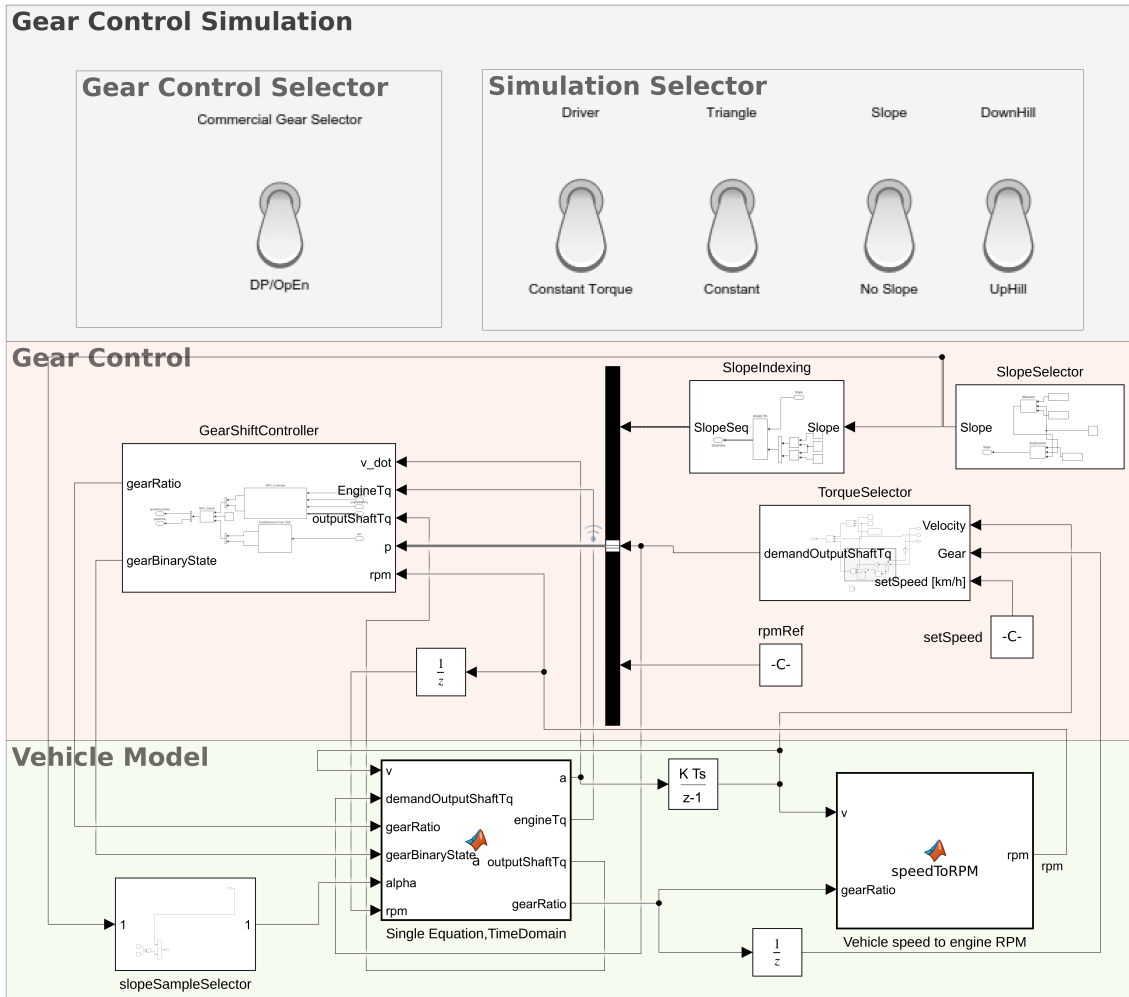 Gear Control Simulation
Gear Control Selector
Commercial Gear Selector
DP/OpEn
Simulation Selector
Driver
Triangle
Slope
DownHill
Constant Torque
Constant
No Slope
UpHill
Gear Control
SlopeIndexing
SlopeSeq
Slope
SlopeSelector
Slope
GearShiftController
gearRatio
gearBinaryState
v_dot
EngineTq
outputShaftTq
p
rpm
TorqueSelector
demandOutputShaftTq
Velocity
Gear
setSpeed [km/h]
setSpeed
-C-
rpmRef
-C-
1
z
Vehicle Model
v
demandOutputShaftTq
gearRatio
gearBinaryState
alpha
rpm
a
a
engineTq
outputShaftTq
gearRatio
Single Equation,TimeDomain
K Ts
z-1
v
gearRatio
speedToRPM
rpm
rpm
Vehicle speed to engine RPM
1
z
1
1
slopeSampleSelector